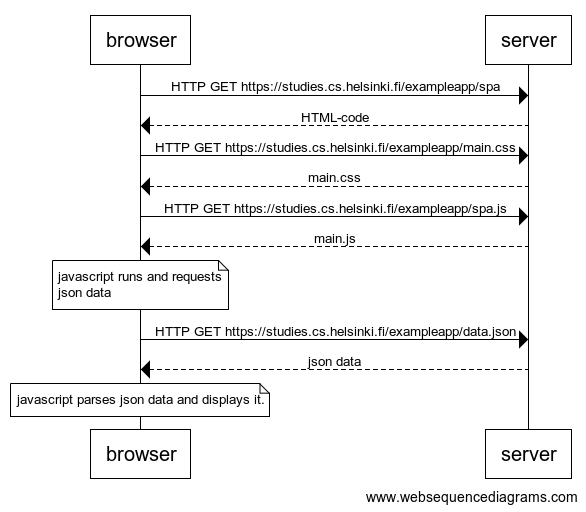 browser
server
HTTP GET https://studies.cs.helsinki.fi/exampleapp/spa
HTML-code
HTTP GET https://studies.cs.helsinki.fi/exampleapp/main.css
main.css
HTTP GET https://studies.cs.helsinki.fi/exampleapp/spa.js
main.js
javascript runs and requests
json data
HTTP GET https://studies.cs.helsinki.fi/exampleapp/data.json
json data
javascript parses json data and displays it.
browser
server
www.websequencediagrams.com